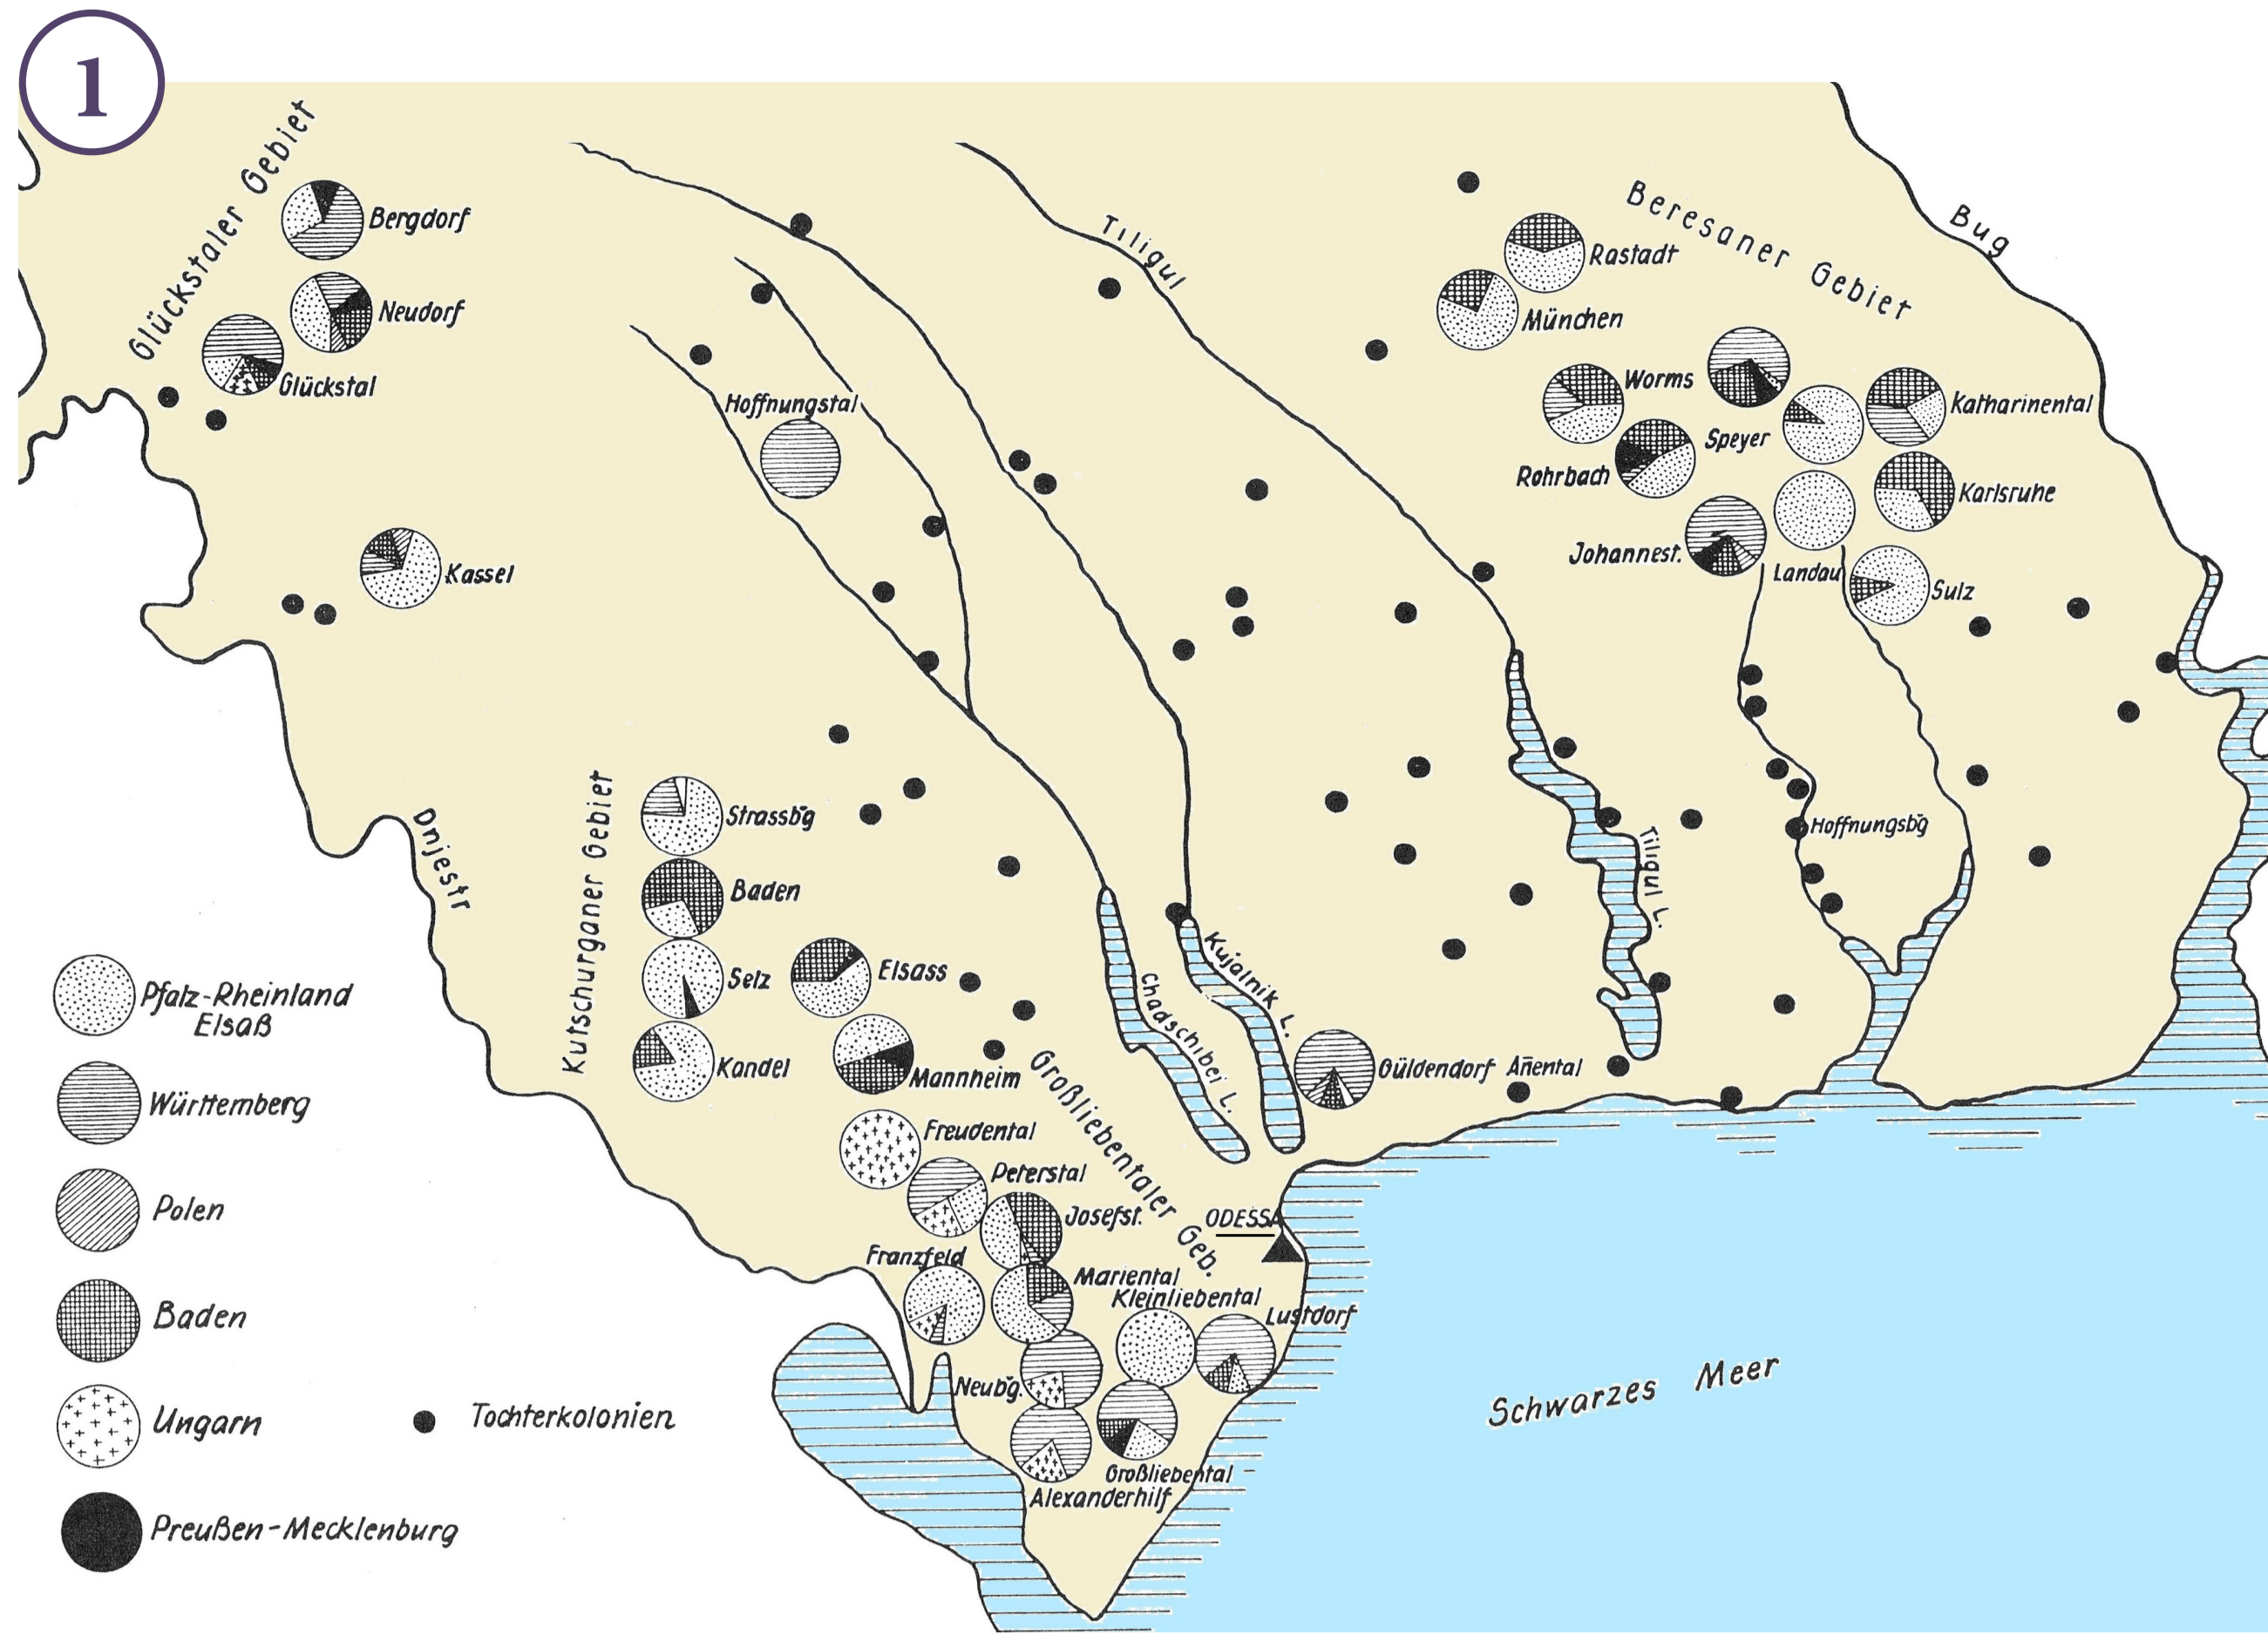 1
Glückstaler Gebiet
Bergdorf
Neudorf
Glückstal
Kassel
Hoffnungstal
Tiligul
Beresaner Gebiet
Bug
Rastadt
München
Worms
Speyer
Katharinental
Rohrbach
Karlsruhe
Johannest.
Landau
Sulz
Hoffnungsbg̃
Tiligul L.
Dnjestr
Kutschurganer Gebiet
Strassbg̃
Baden
Selz
Elsass
Kandel
Mannheim
Chadschibei L.
Kujalnik L.
Güldendorf
Añental
Großliebentaler Geb.
Freudental
Peterstal
Josefst.
Franzfeld
Mariental
Kleinliebental
Lustdorf
ODESSA
Neubg̃.
Großliebental
Alexanderhilf
Schwarzes Meer
Pfalz-Rheinland
Elsaß
Württemberg
Polen
Baden
Ungarn
Tochterkolonien
Preußen-Mecklenburg